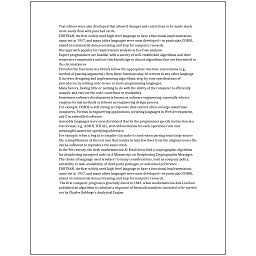 Text editors were also developed that allowed changes and corrections to be made much
more easily than with punched cards.
FORTRAN, the first widely used high-level language to have a functional implementation,
came out in 1957, and many other languages were soon developed—in particular, COBOL
aimed at commercial data processing, and Lisp for computer research.
One approach popular for requirements analysis is Use Case analysis.
Expert programmers are familiar with a variety of well-established algorithms and their
respective complexities and use this knowledge to choose algorithms that are best suited to
the circumstances.
Provided the functions in a library follow the appropriate run-time conventions (e.g.,
method of passing arguments), then these functions may be written in any other language.
In licensed designing and implementing algorithms, step-by-step specifications of
procedures, by writing code in one or more programming languages.
Many factors, having little or nothing to do with the ability of the computer to efficiently
compile and execute the code, contribute to readability.
Sometimes software development is known as software engineering, especially when it
employs formal methods or follows an engineering design process.
For example, COBOL is still strong in corporate data centers often on large mainframe
computers, Fortran in engineering applications, scripting languages in Web development,
and C in embedded software.
Assembly languages were soon developed that let the programmer specify instruction in a
text format (e.g., ADD X, TOTAL), with abbreviations for each operation code and
meaningful names for specifying addresses.
For example, when a bug in a compiler can make it crash when parsing some large source
file, a simplification of the test case that results in only few lines from the original source file
can be sufficient to reproduce the same crash.
In the 9th century, the Arab mathematician Al-Kindi described a cryptographic algorithm
for deciphering encrypted code, in A Manuscript on Deciphering Cryptographic Messages.
The choice of language used is subject to many considerations, such as company policy,
suitability to task, availability of third-party packages, or individual preference.
FORTRAN, the first widely used high-level language to have a functional implementation,
came out in 1957, and many other languages were soon developed—in particular, COBOL
aimed at commercial data processing, and Lisp for computer research.
The first computer program is generally dated to 1843, when mathematician Ada Lovelace
published an algorithm to calculate a sequence of Bernoulli numbers, intended to be carried
out by Charles Babbage's Analytical Engine.